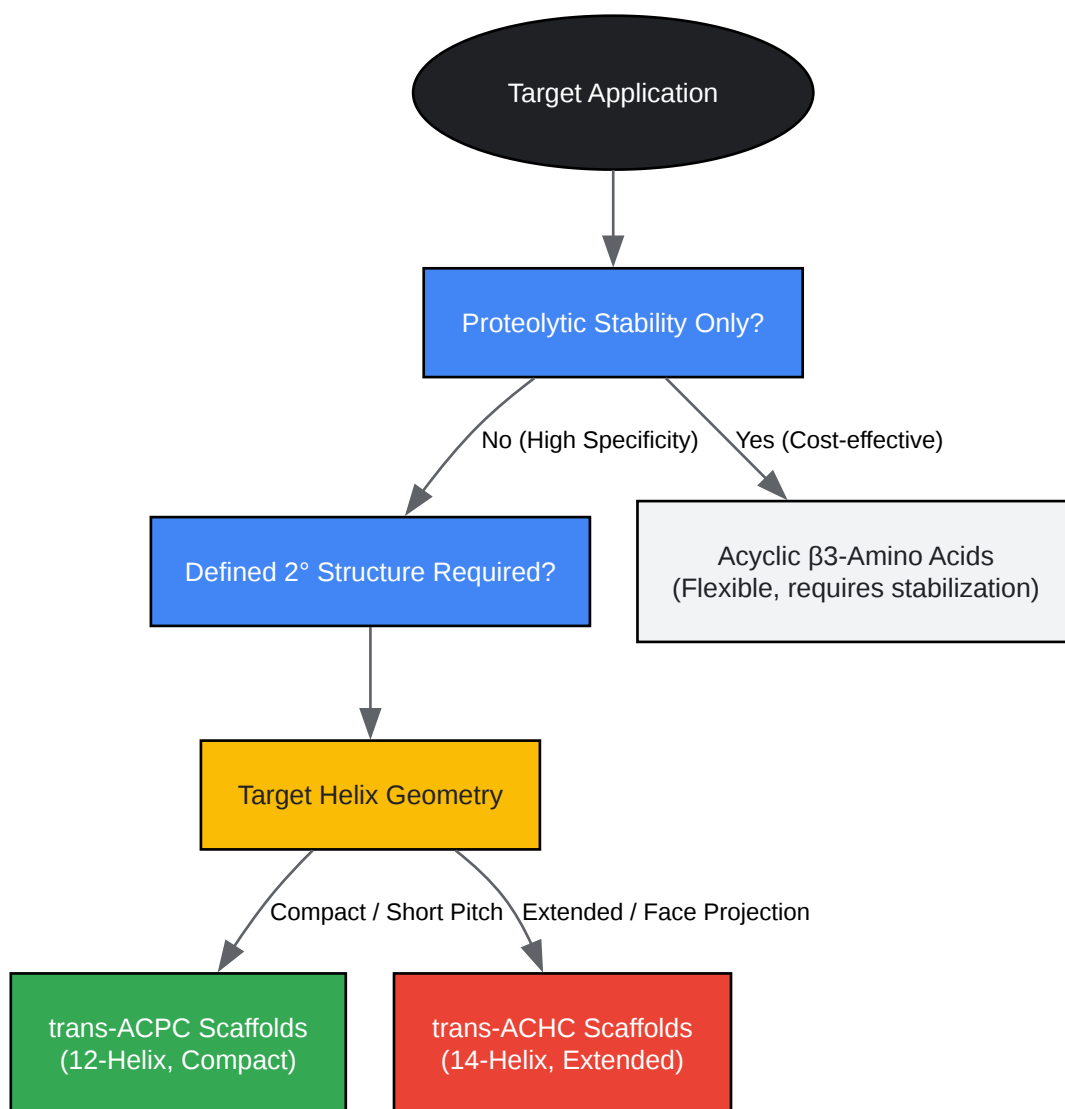 Target Application
Proteolytic Stability Only?
No (High Specificity)
Yes (Cost-effective)
Defined 2° Structure Required?
Acyclic β3-Amino Acids
(Flexible, requires stabilization)
Target Helix Geometry
Compact / Short Pitch
Extended / Face Projection
trans-ACPC Scaffolds
(12-Helix, Compact)
trans-ACHC Scaffolds
(14-Helix, Extended)